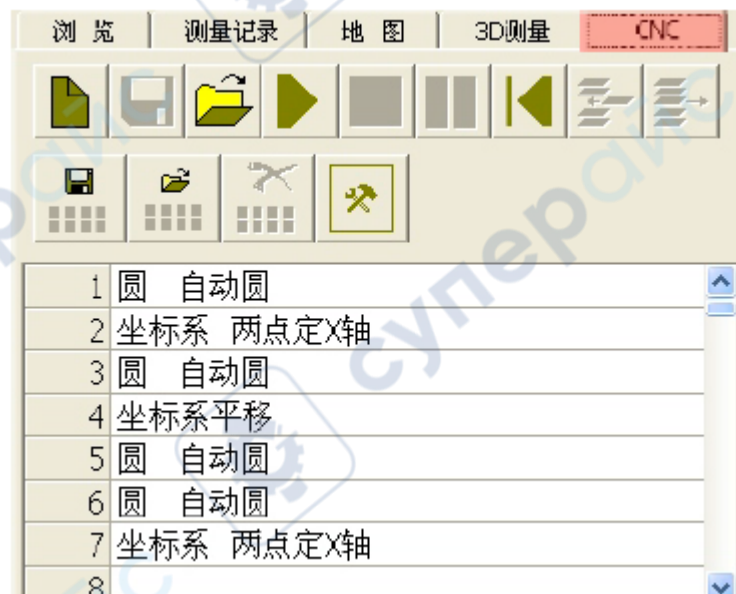 浏 览 测量记录 地 图 3D测量 CNC
1 圆 自动圆
2 坐标系 两点定X轴
3 圆 自动圆
4 坐标系平移
5 圆 自动圆
6 圆 自动圆
7 坐标系 两点定X轴
8
суперайс